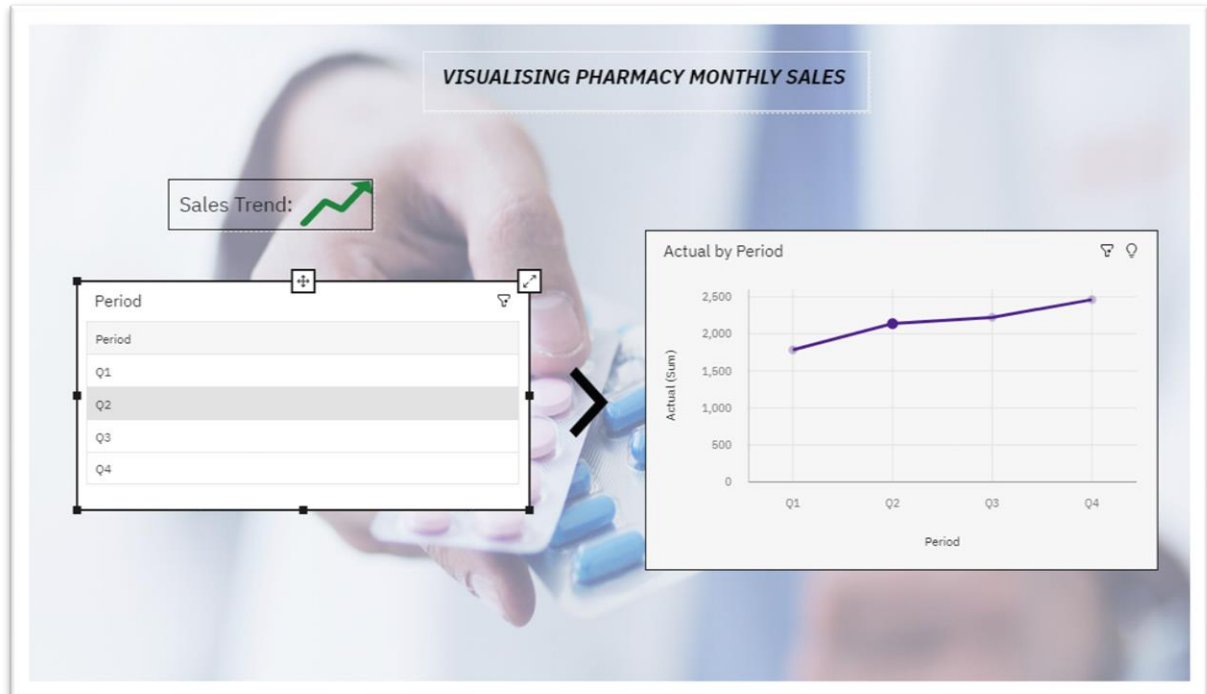 VISUALISING PHARMACY MONTHLY SALES
Sales Trend:
Period
Period
Q1
Q2
Q3
Q4
Actual by Period
2,500
2,000
1,500
1,000
500
0
Actual (Sum)
Q1 Q2 Q3 Q4
Period